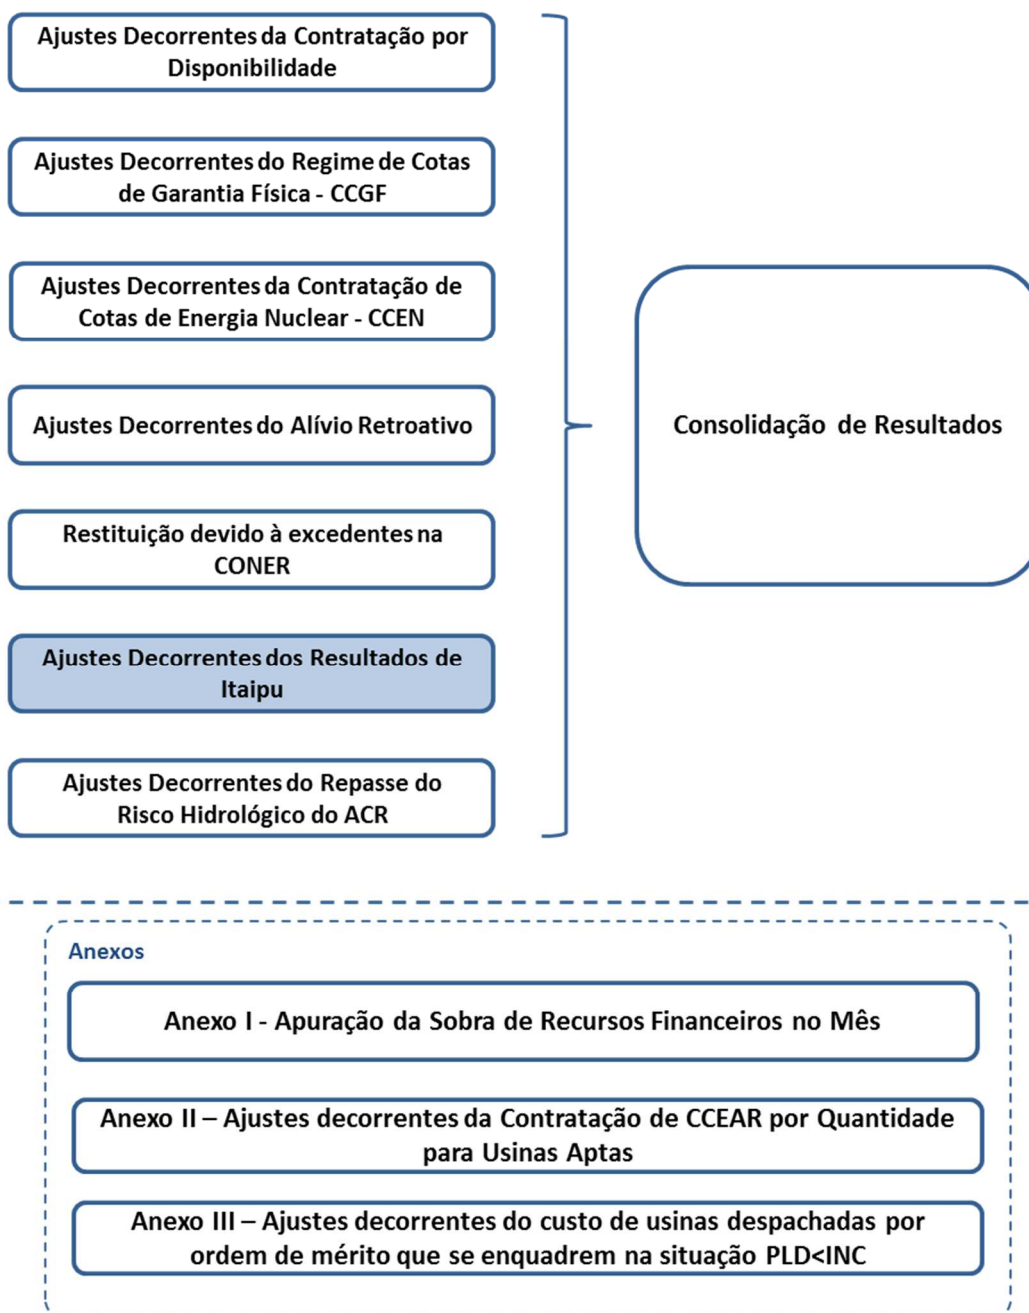 Ajustes Decorrentes da Contratação por
Disponibilidade
Ajustes Decorrentes do Regime de Cotas
de Garantia Física - CCGF
Ajustes Decorrentes da Contratação de
Cotas de Energia Nuclear - CCEN
Ajustes Decorrentes do Alívio Retroativo
Restituição devido à excedentes na
CONER
Ajustes Decorrentes dos Resultados de
Itaipu
Ajustes Decorrentes do Repasse do
Risco Hidrológico do ACR
Consolidação de Resultados
Anexos
Anexo I - Apuração da Sobra de Recursos Financeiros no Mês
Anexo II – Ajustes decorrentes da Contratação de CCEAR por Quantidade
para Usinas Aptas
Anexo III – Ajustes decorrentes do custo de usinas despachadas por
ordem de mérito que se enquadrem na situação PLD<INC